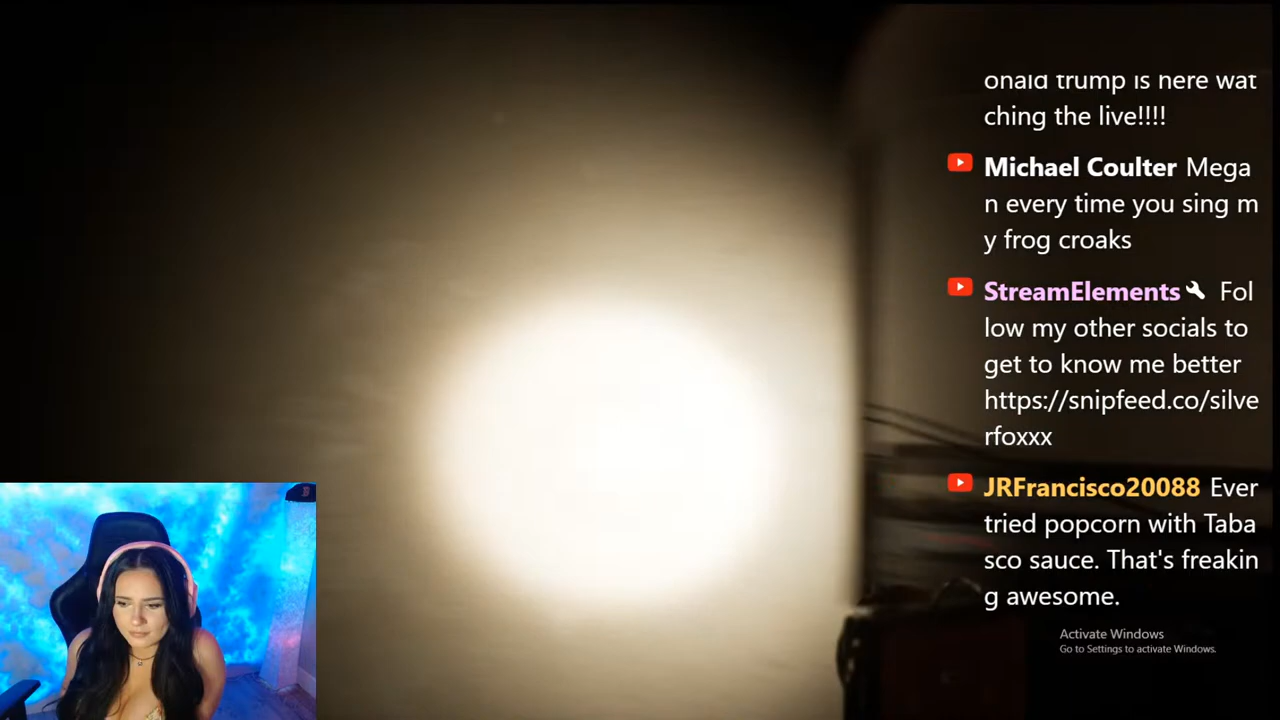 onald trump is here wat
ching the live!!!!
Michael Coulter Mega
n every time you sing m
y frog croaks
StreamElements Fol
low my other socials to
get to know me better
https://snipfeed.co/silve
rfoxxx
JRFrancisco20088 Ever
tried popcorn with Taba
sco sauce. That's freakin
g awesome.
Activate Windows
Go to Settings to activate Windows.